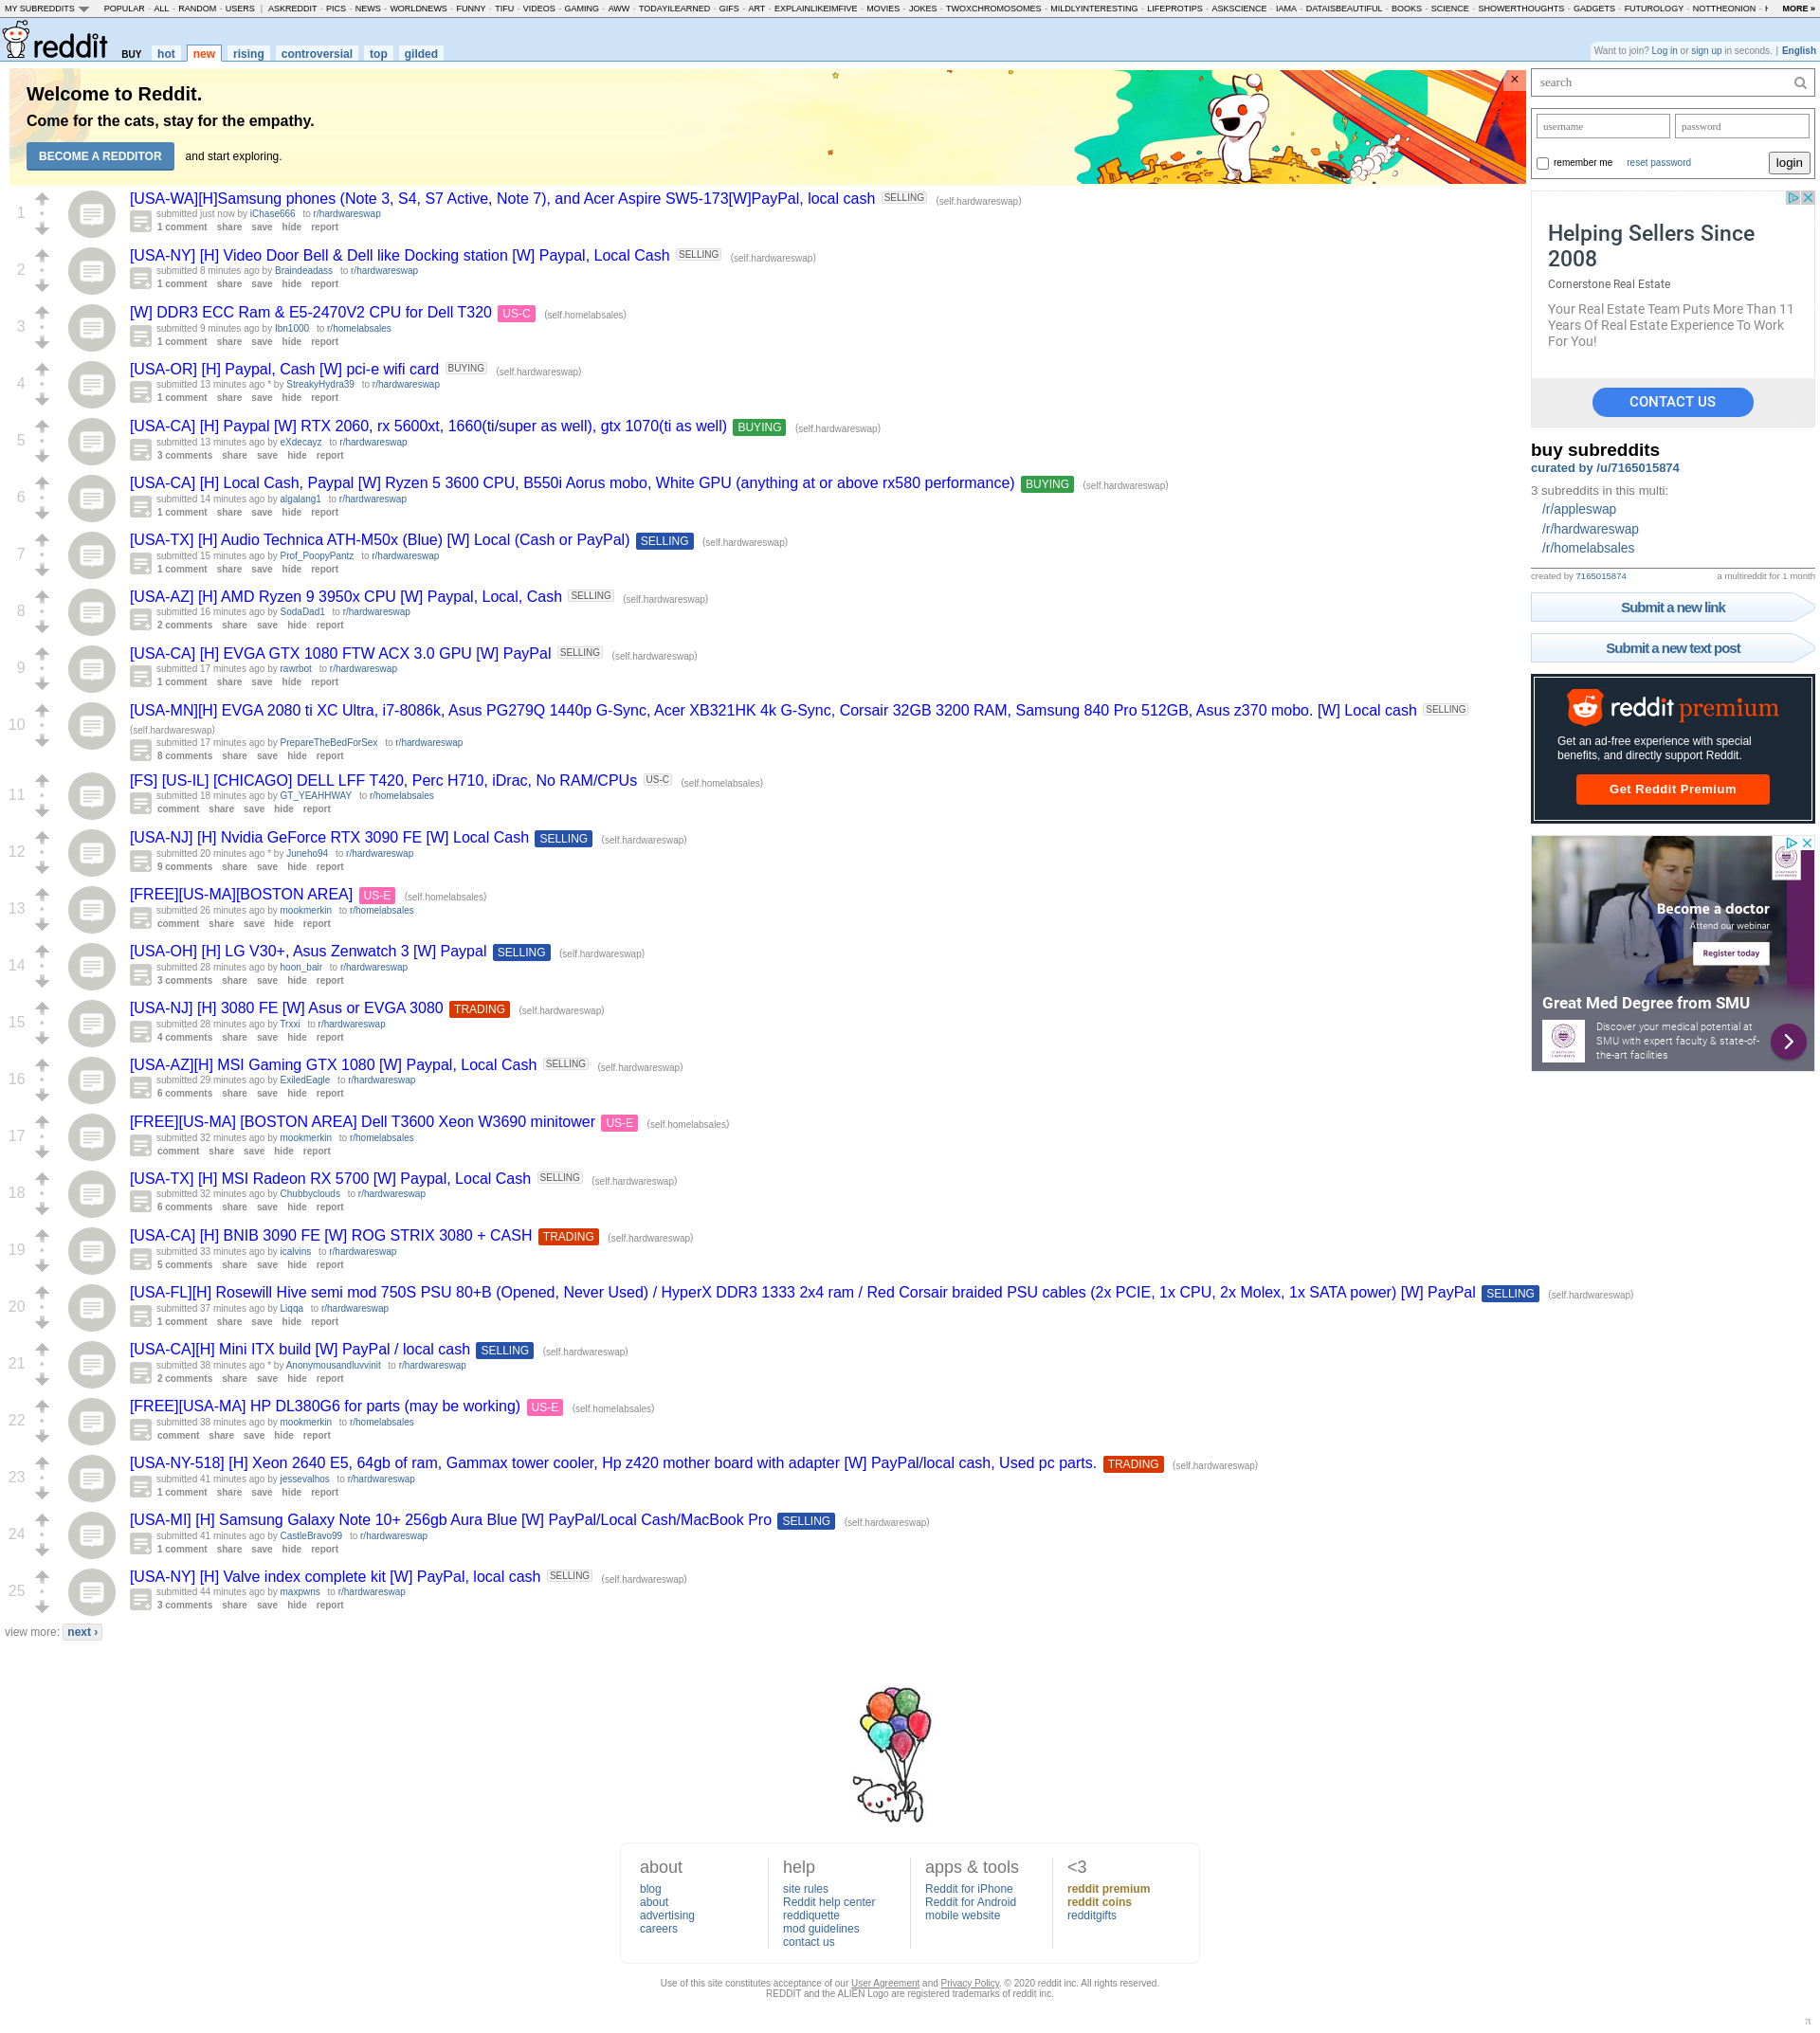 MY SUBREDDITS POPULAR - ALL - RANDOM - USERS | ASKREDDIT - PICS - NEWS - WORLDNEWS - FUNNY - TIFU - VIDEOS - GAMING - AWW - TODAYILEARNED - GIFS - ART - EXPLAINLIKEIMFIVE - MOVIES - JOKES - TWOXCHROMOSOMES - MILDLYINTERESTING - LIFEPROTIPS - ASKSCIENCE - IAMA - DATAISBEAUTIFUL - BOOKS - SCIENCE - SHOWERTHOUGHTS - GADGETS - FUTUROLOGY - NOTTHEONION - MORE »
reddit BUY hot new rising controversial top gilded
Want to join? Log in or sign up in seconds. | English
Welcome to Reddit.
Come for the cats, stay for the empathy.
BECOME A REDDITOR and start exploring.
1
[USA-WA][H]Samsung phones (Note 3, S4, S7 Active, Note 7), and Acer Aspire SW5-173[W]PayPal, local cash SELLING (self.hardwareswap)
submitted just now by iChase666 to r/hardwareswap
1 comment share save hide report
2
[USA-NY] [H] Video Door Bell & Dell like Docking station [W] Paypal, Local Cash SELLING (self.hardwareswap)
submitted 8 minutes ago by Braindeadass to r/hardwareswap
1 comment share save hide report
3
[W] DDR3 ECC Ram & E5-2470V2 CPU for Dell T320 US-C (self.homelabsales)
submitted 9 minutes ago by Ibn1000 to r/homelabsales
1 comment share save hide report
4
[USA-OR] [H] Paypal, Cash [W] pci-e wifi card BUYING (self.hardwareswap)
submitted 13 minutes ago * by StreakyHydra39 to r/hardwareswap
1 comment share save hide report
5
[USA-CA] [H] Paypal [W] RTX 2060, rx 5600xt, 1660(ti/super as well), gtx 1070(ti as well) BUYING (self.hardwareswap)
submitted 13 minutes ago by eXdecayz to r/hardwareswap
3 comments share save hide report
6
[USA-CA] [H] Local Cash, Paypal [W] Ryzen 5 3600 CPU, B550i Aorus mobo, White GPU (anything at or above rx580 performance) BUYING (self.hardwareswap)
submitted 14 minutes ago by algalang1 to r/hardwareswap
1 comment share save hide report
7
[USA-TX] [H] Audio Technica ATH-M50x (Blue) [W] Local (Cash or PayPal) SELLING (self.hardwareswap)
submitted 15 minutes ago by Prof_PoopyPantz to r/hardwareswap
1 comment share save hide report
8
[USA-AZ] [H] AMD Ryzen 9 3950x CPU [W] Paypal, Local, Cash SELLING (self.hardwareswap)
submitted 16 minutes ago by SodaDad1 to r/hardwareswap
2 comments share save hide report
9
[USA-CA] [H] EVGA GTX 1080 FTW ACX 3.0 GPU [W] PayPal SELLING (self.hardwareswap)
submitted 17 minutes ago by rawrbot to r/hardwareswap
1 comment share save hide report
10
[USA-MN][H] EVGA 2080 ti XC Ultra, i7-8086k, Asus PG279Q 1440p G-Sync, Acer XB321HK 4k G-Sync, Corsair 32GB 3200 RAM, Samsung 840 Pro 512GB, Asus z370 mobo. [W] Local cash SELLING
(self.hardwareswap)
submitted 17 minutes ago by PrepareTheBedForSex to r/hardwareswap
8 comments share save hide report
11
[FS] [US-IL] [CHICAGO] DELL LFF T420, Perc H710, iDrac, No RAM/CPUs US-C (self.homelabsales)
submitted 18 minutes ago by GT_YEAHHWAY to r/homelabsales
comment share save hide report
12
[USA-NJ] [H] Nvidia GeForce RTX 3090 FE [W] Local Cash SELLING (self.hardwareswap)
submitted 20 minutes ago * by Juneho94 to r/hardwareswap
9 comments share save hide report
13
[FREE][US-MA][BOSTON AREA] US-E (self.homelabsales)
submitted 26 minutes ago by mookmerkin to r/homelabsales
comment share save hide report
14
[USA-OH] [H] LG V30+, Asus Zenwatch 3 [W] Paypal SELLING (self.hardwareswap)
submitted 28 minutes ago by hoon_bair to r/hardwareswap
3 comments share save hide report
15
[USA-NJ] [H] 3080 FE [W] Asus or EVGA 3080 TRADING (self.hardwareswap)
submitted 28 minutes ago by Trxxi to r/hardwareswap
4 comments share save hide report
16
[USA-AZ][H] MSI Gaming GTX 1080 [W] Paypal, Local Cash SELLING (self.hardwareswap)
submitted 29 minutes ago by ExiledEagle to r/hardwareswap
6 comments share save hide report
17
[FREE][US-MA] [BOSTON AREA] Dell T3600 Xeon W3690 minitower US-E (self.homelabsales)
submitted 32 minutes ago by mookmerkin to r/homelabsales
comment share save hide report
18
[USA-TX] [H] MSI Radeon RX 5700 [W] Paypal, Local Cash SELLING (self.hardwareswap)
submitted 32 minutes ago by Chubbyclouds to r/hardwareswap
6 comments share save hide report
19
[USA-CA] [H] BNIB 3090 FE [W] ROG STRIX 3080 + CASH TRADING (self.hardwareswap)
submitted 33 minutes ago by icalvins to r/hardwareswap
5 comments share save hide report
20
[USA-FL][H] Rosewill Hive semi mod 750S PSU 80+B (Opened, Never Used) / HyperX DDR3 1333 2x4 ram / Red Corsair braided PSU cables (2x PCIE, 1x CPU, 2x Molex, 1x SATA power) [W] PayPal SELLING (self.hardwareswap)
submitted 37 minutes ago by Liqqa to r/hardwareswap
1 comment share save hide report
21
[USA-CA][H] Mini ITX build [W] PayPal / local cash SELLING (self.hardwareswap)
submitted 38 minutes ago * by Anonymousandluvvinit to r/hardwareswap
2 comments share save hide report
22
[FREE][USA-MA] HP DL380G6 for parts (may be working) US-E (self.homelabsales)
submitted 38 minutes ago by mookmerkin to r/homelabsales
comment share save hide report
23
[USA-NY-518] [H] Xeon 2640 E5, 64gb of ram, Gammax tower cooler, Hp z420 mother board with adapter [W] PayPal/local cash, Used pc parts. TRADING (self.hardwareswap)
submitted 41 minutes ago by jessevalhos to r/hardwareswap
1 comment share save hide report
24
[USA-MI] [H] Samsung Galaxy Note 10+ 256gb Aura Blue [W] PayPal/Local Cash/MacBook Pro SELLING (self.hardwareswap)
submitted 41 minutes ago by CastleBravo99 to r/hardwareswap
1 comment share save hide report
25
[USA-NY] [H] Valve index complete kit [W] PayPal, local cash SELLING (self.hardwareswap)
submitted 44 minutes ago by maxpwns to r/hardwareswap
3 comments share save hide report
view more: next ›
search
username password
remember me reset password login
Helping Sellers Since
2008
Cornerstone Real Estate
Your Real Estate Team Puts More Than 11
Years Of Real Estate Experience To Work
For You!
CONTACT US
buy subreddits
curated by /u/7165015874
3 subreddits in this multi:
/r/appleswap
/r/hardwareswap
/r/homelabsales
created by 7165015874 a multireddit for 1 month
Submit a new link
Submit a new text post
reddit premium
Get an ad-free experience with special
benefits, and directly support Reddit.
Get Reddit Premium
Become a doctor
Attend our webinar
Register today
Great Med Degree from SMU
Discover your medical potential at
SMU with expert faculty & state-of-
the-art facilities
about
blog
about
advertising
careers
help
site rules
Reddit help center
reddiquette
mod guidelines
contact us
apps & tools
Reddit for iPhone
Reddit for Android
mobile website
<3
reddit premium
reddit coins
redditgifts
Use of this site constitutes acceptance of our User Agreement and Privacy Policy. © 2020 reddit inc. All rights reserved.
REDDIT and the ALIEN Logo are registered trademarks of reddit inc.
π